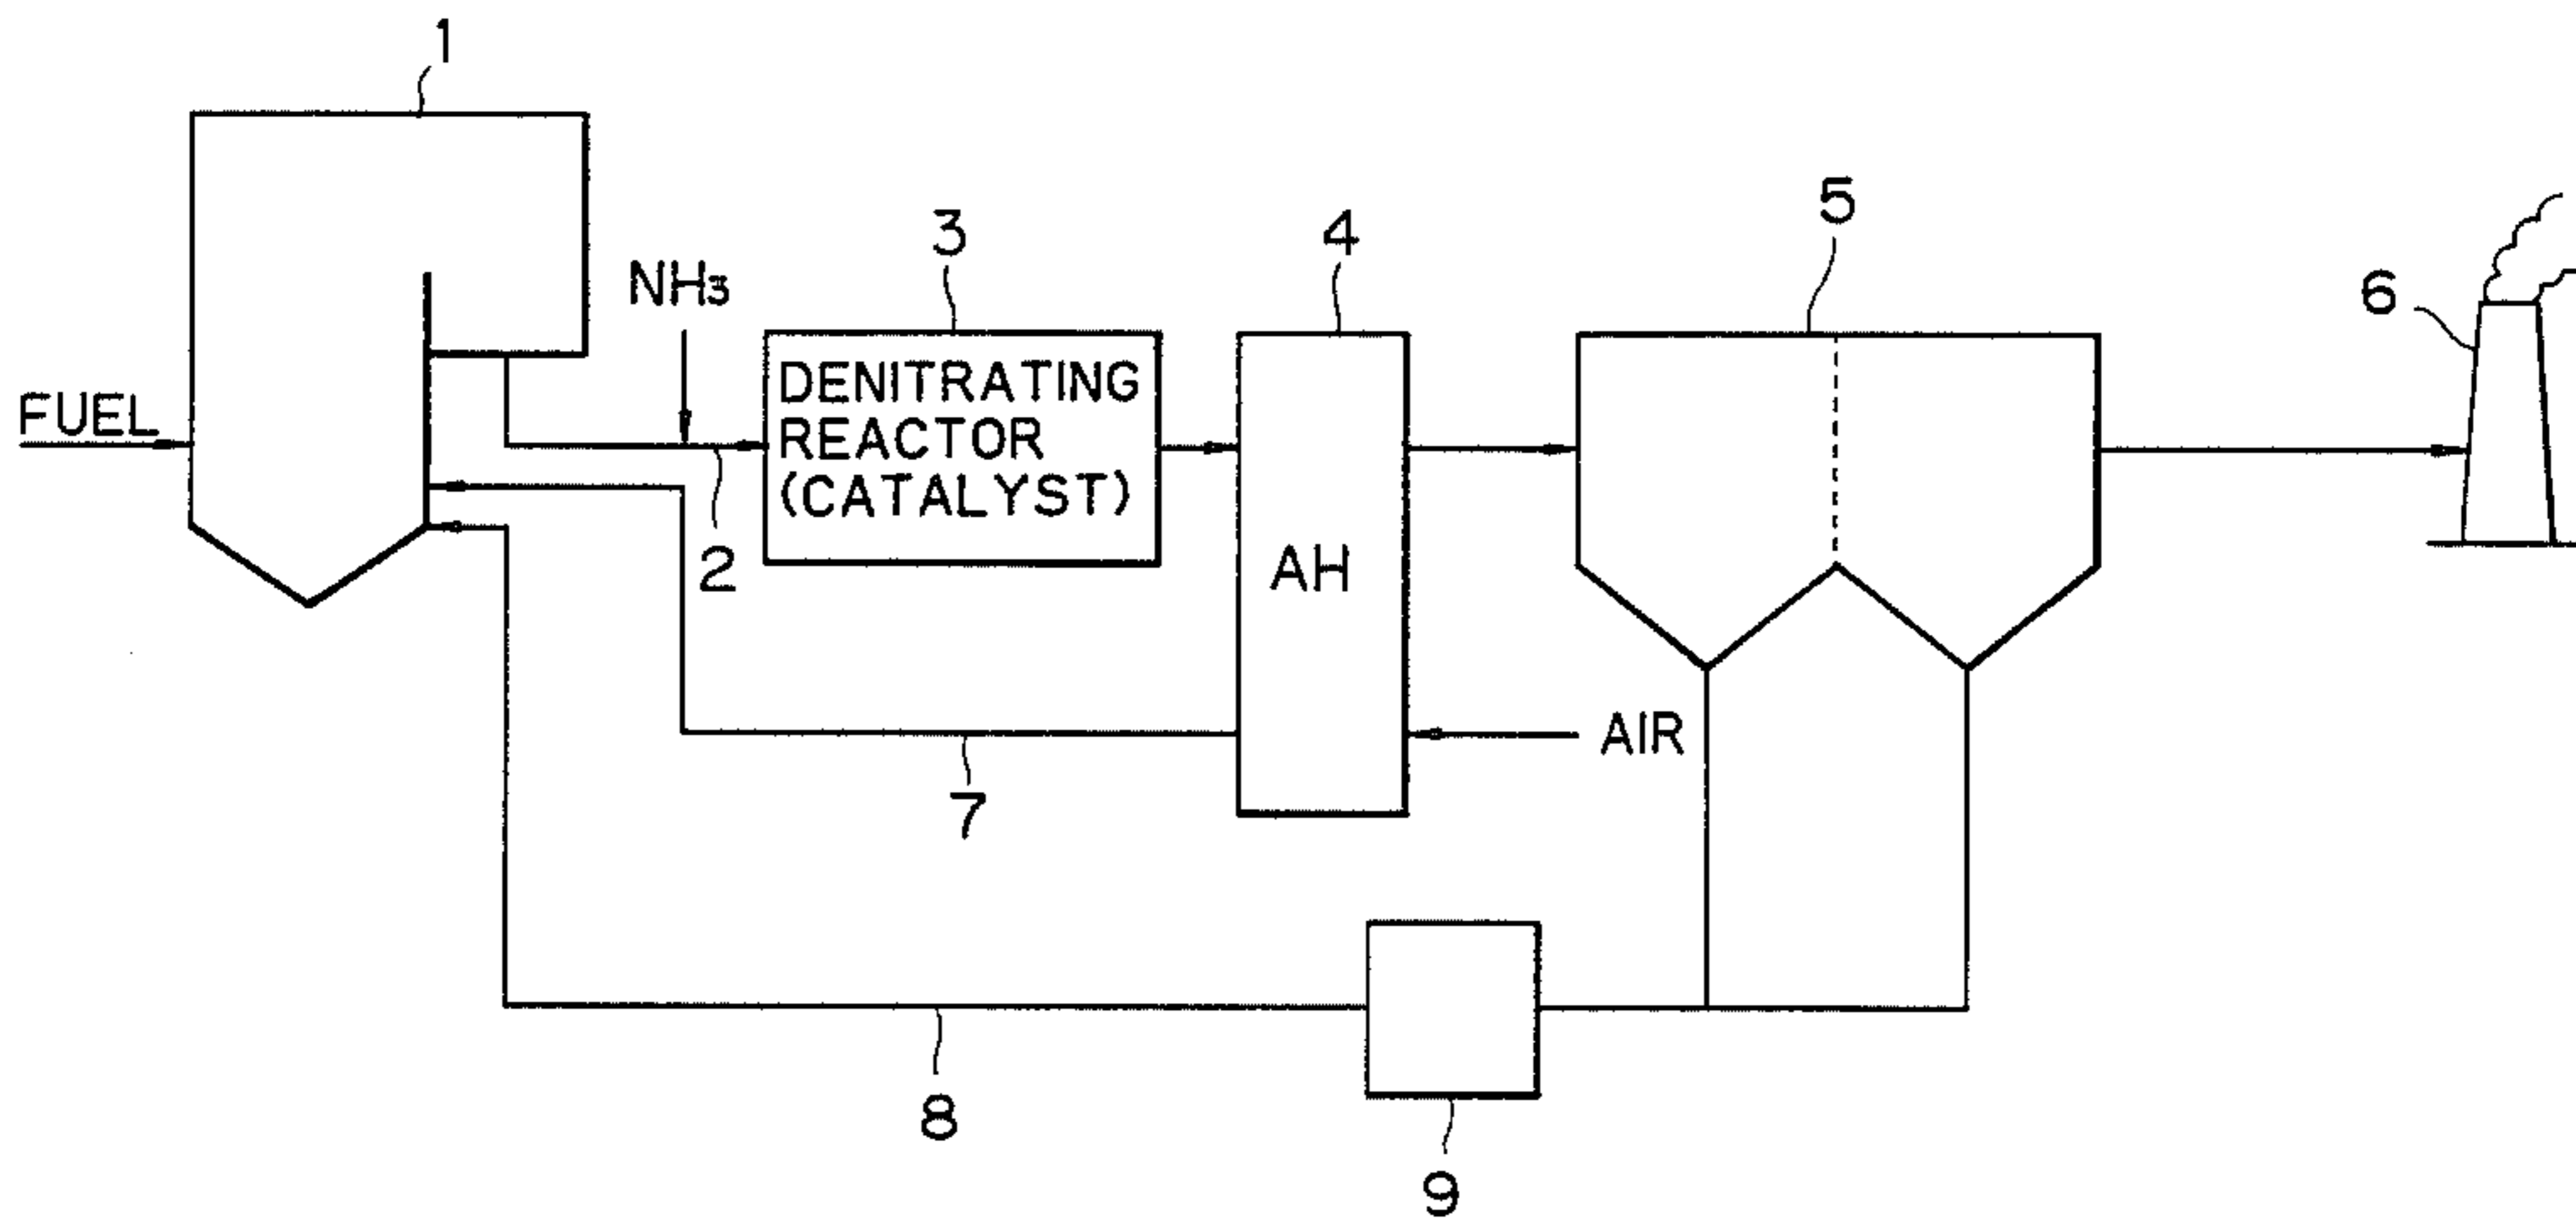 1
5
3
4
NH₃
6
DENITRATING
REACTOR
(CATALYST)
FUEL
2
AH
AIR
7
8
9